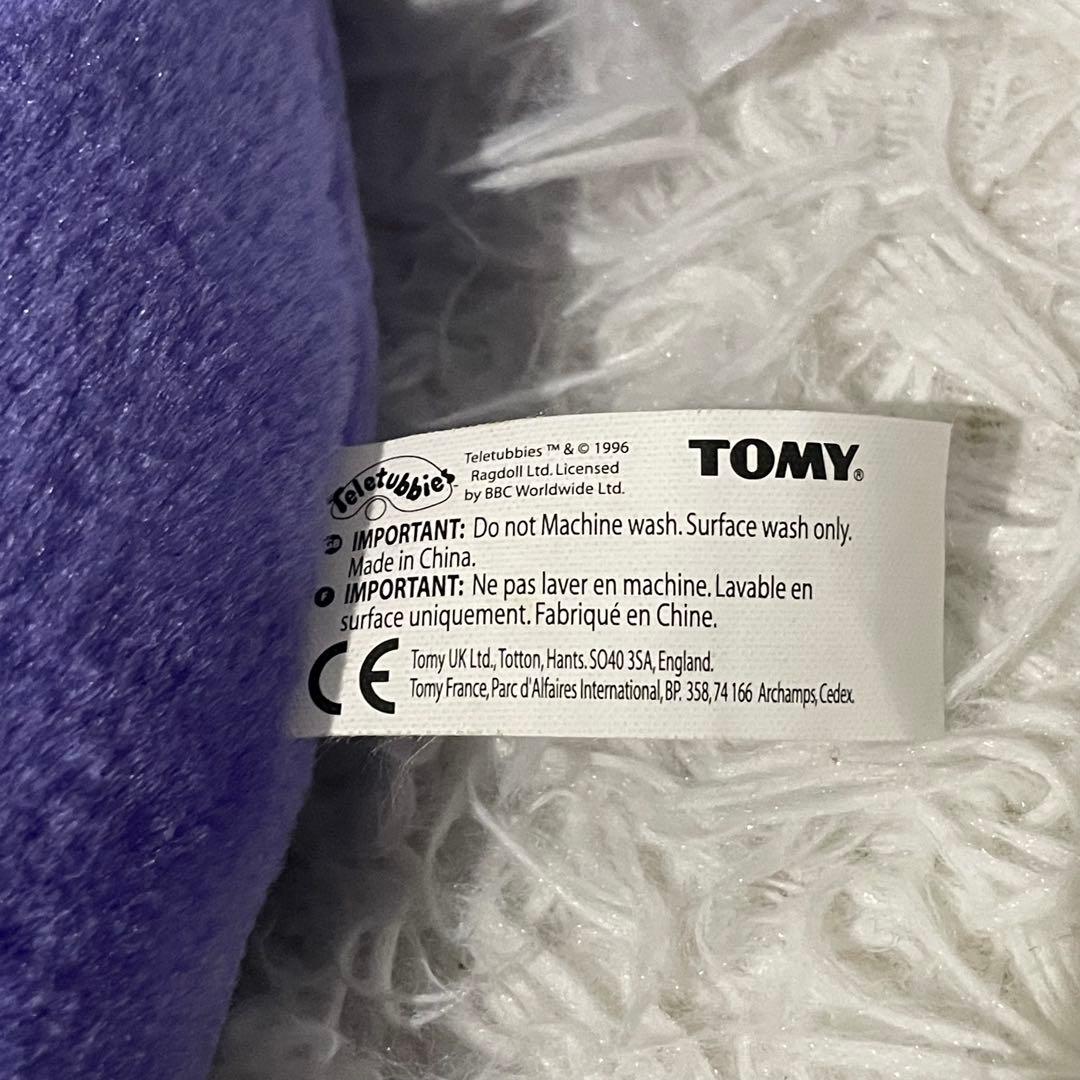 Teletubbies
Teletubbies ™ & © 1996
Ragdoll Ltd. Licensed
by BBC Worldwide Ltd.
TOMY®
GB IMPORTANT: Do not Machine wash. Surface wash only.
Made in China.
F IMPORTANT: Ne pas laver en machine. Lavable en
surface uniquement. Fabriqué en Chine.
CE
Tomy UK Ltd., Totton, Hants. SO40 3SA, England.
Tomy France, Parc d'Alfaires International, BP. 358, 74 166 Archamps, Cedex.